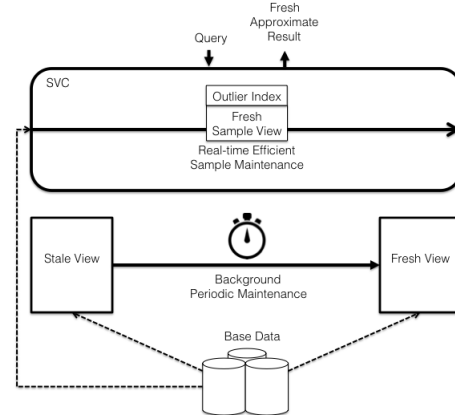 Query
Fresh
Approximate
Result
SVC
Outlier Index
Fresh
Sample View
Real-time Efficient
Sample Maintenance
Stale View
Fresh View
Background
Periodic Maintenance
Base Data